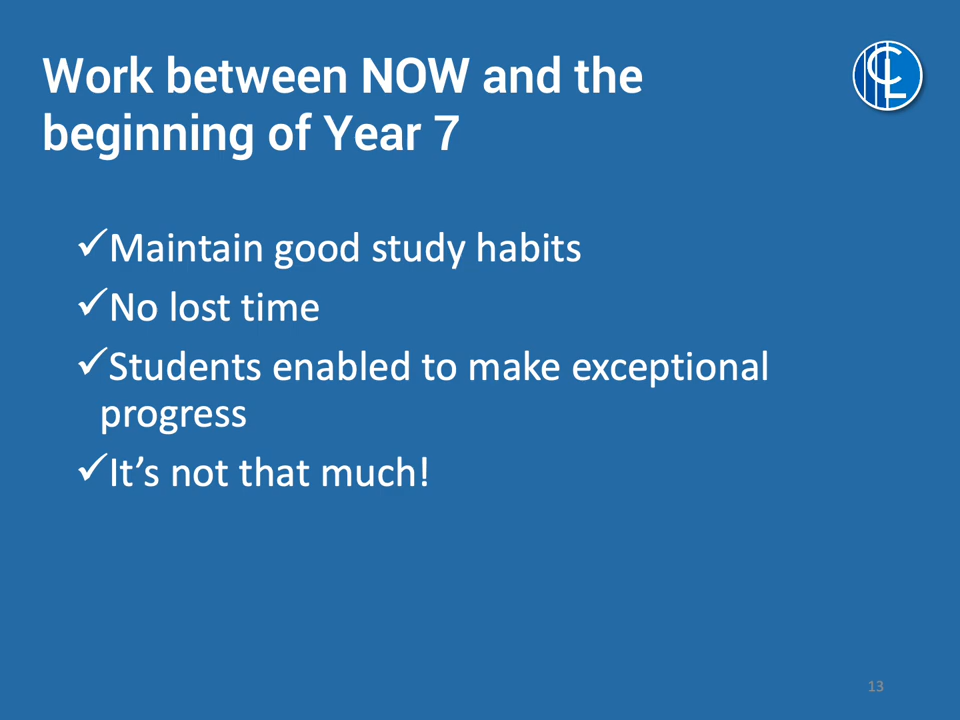 Work between NOW and the
beginning of Year 7
CL
✓Maintain good study habits
✓No lost time
✓Students enabled to make exceptional
progress
✓It's not that much!
13